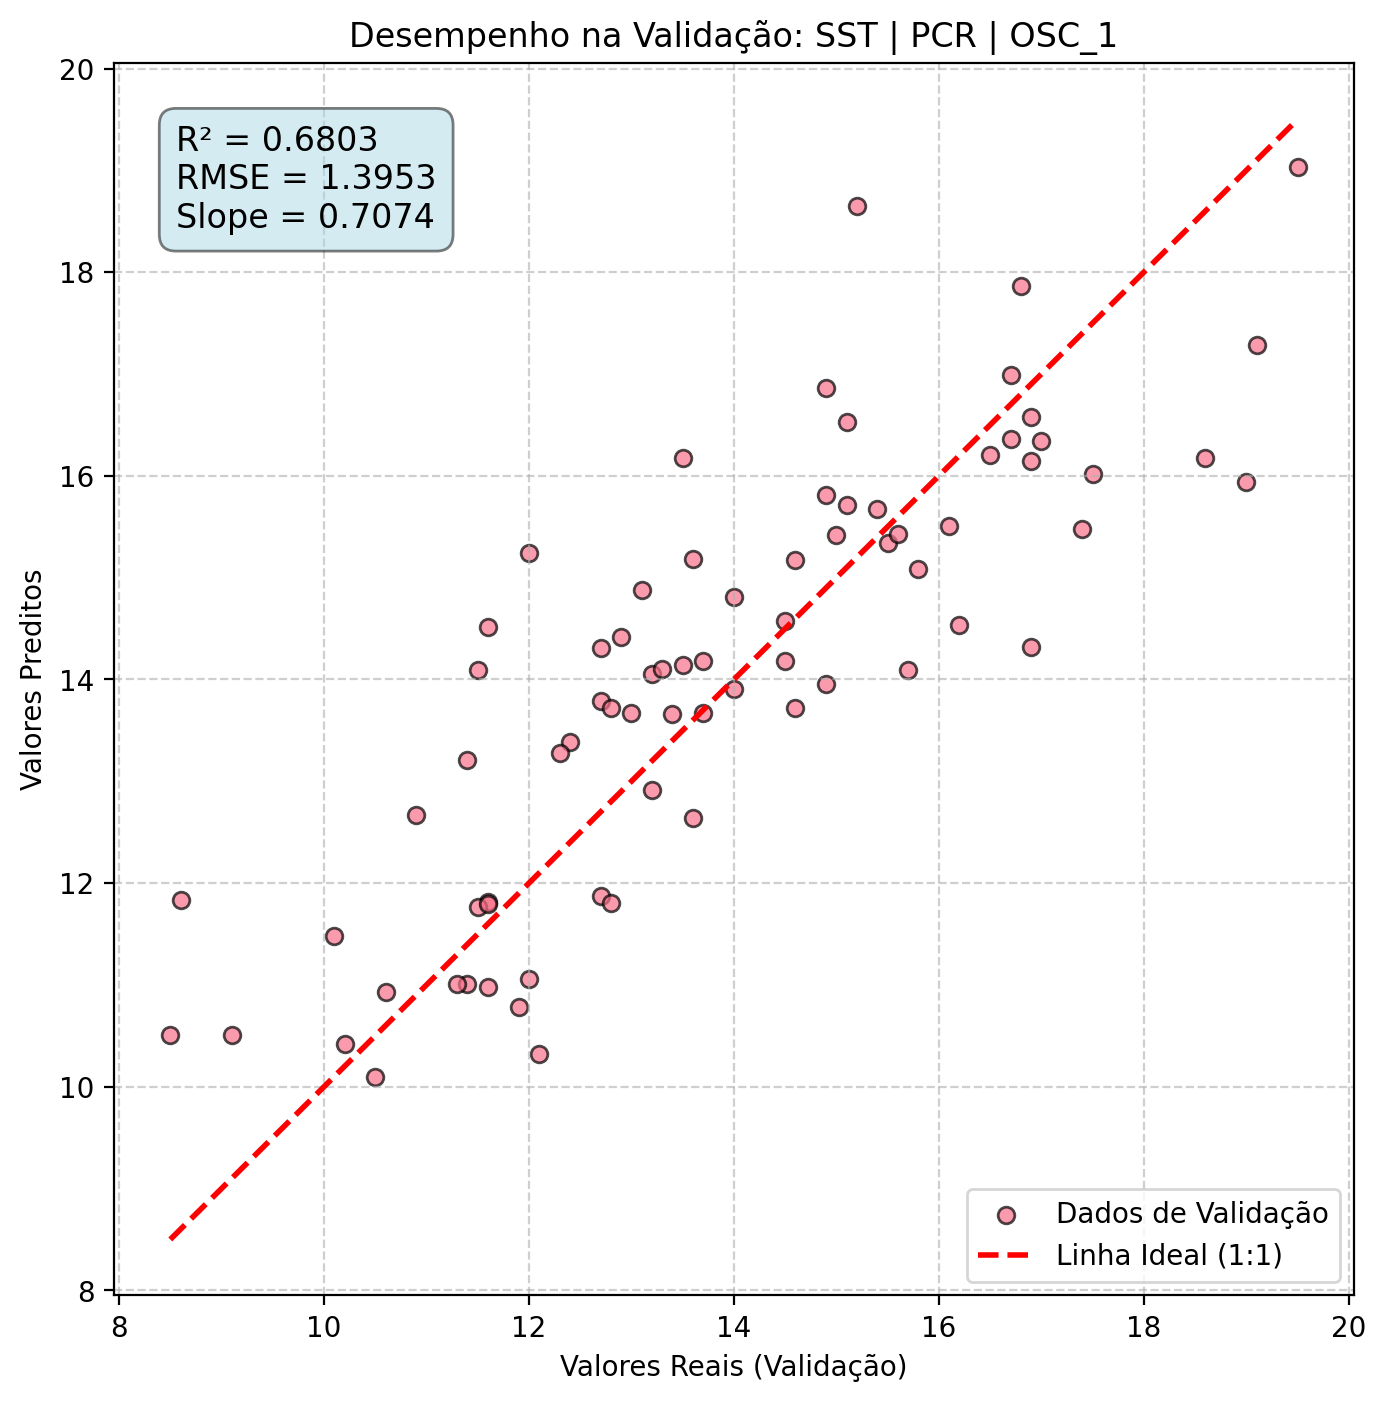 Desempenho na Validação: SST | PCR | OSC_1
R² = 0.6803
RMSE = 1.3953
Slope = 0.7074
20
18
16
14
12
10
8
Valores Preditos
Dados de Validação
Linha Ideal (1:1)
8 10 12 14 16 18 20
Valores Reais (Validação)